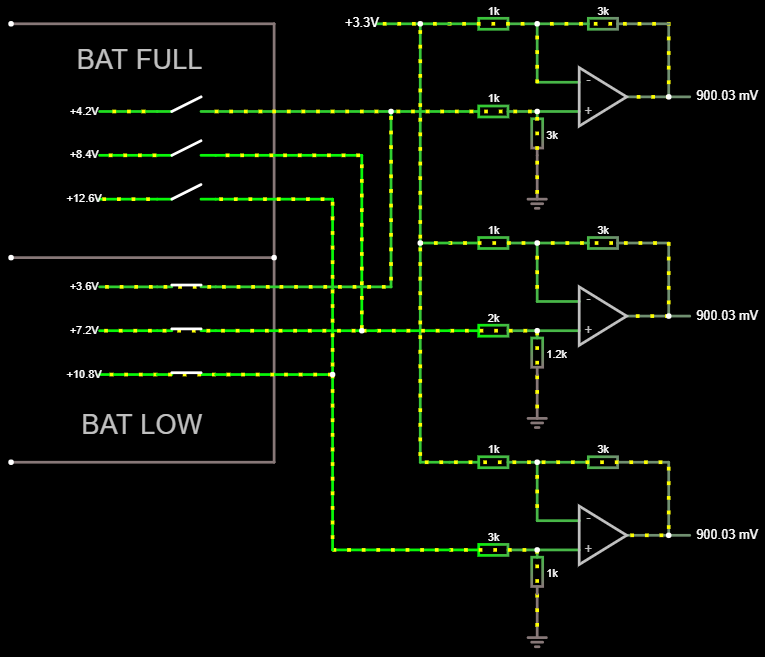 +3.3V
1k
3k
BAT FULL
-
900.03 mV
+4.2V
1k
+
3k
+8.4V
+12.6V
1k
3k
+3.6V
-
900.03 mV
+7.2V
2k
+
1.2k
+10.8V
BAT LOW
1k
3k
-
900.03 mV
3k
+
1k